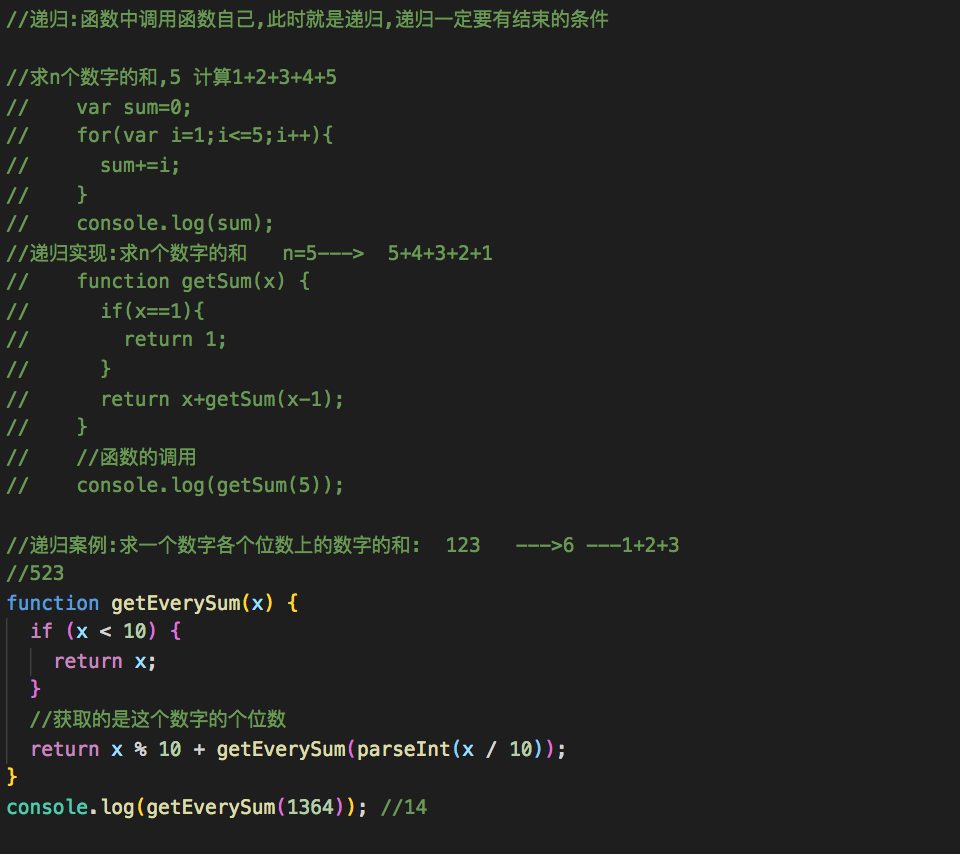 //递归:函数中调用函数自己,此时就是递归,递归一定要有结束的条件
//求n个数字的和,5 计算1+2+3+4+5
//    var sum=0;
//    for(var i=1;i<=5;i++){
//      sum+=i;
//    }
//    console.log(sum);
//递归实现:求n个数字的和   n=5--->  5+4+3+2+1
//    function getSum(x) {
//      if(x==1){
//        return 1;
//      }
//      return x+getSum(x-1);
//    }
//    //函数的调用
//    console.log(getSum(5));
//递归案例:求一个数字各个位数上的数字的和:  123   --->6 ---1+2+3
//523
function getEverySum(x) {
  if (x < 10) {
    return x;
  }
  //获取的是这个数字的个位数
  return x % 10 + getEverySum(parseInt(x / 10));
}
console.log(getEverySum(1364)); //14